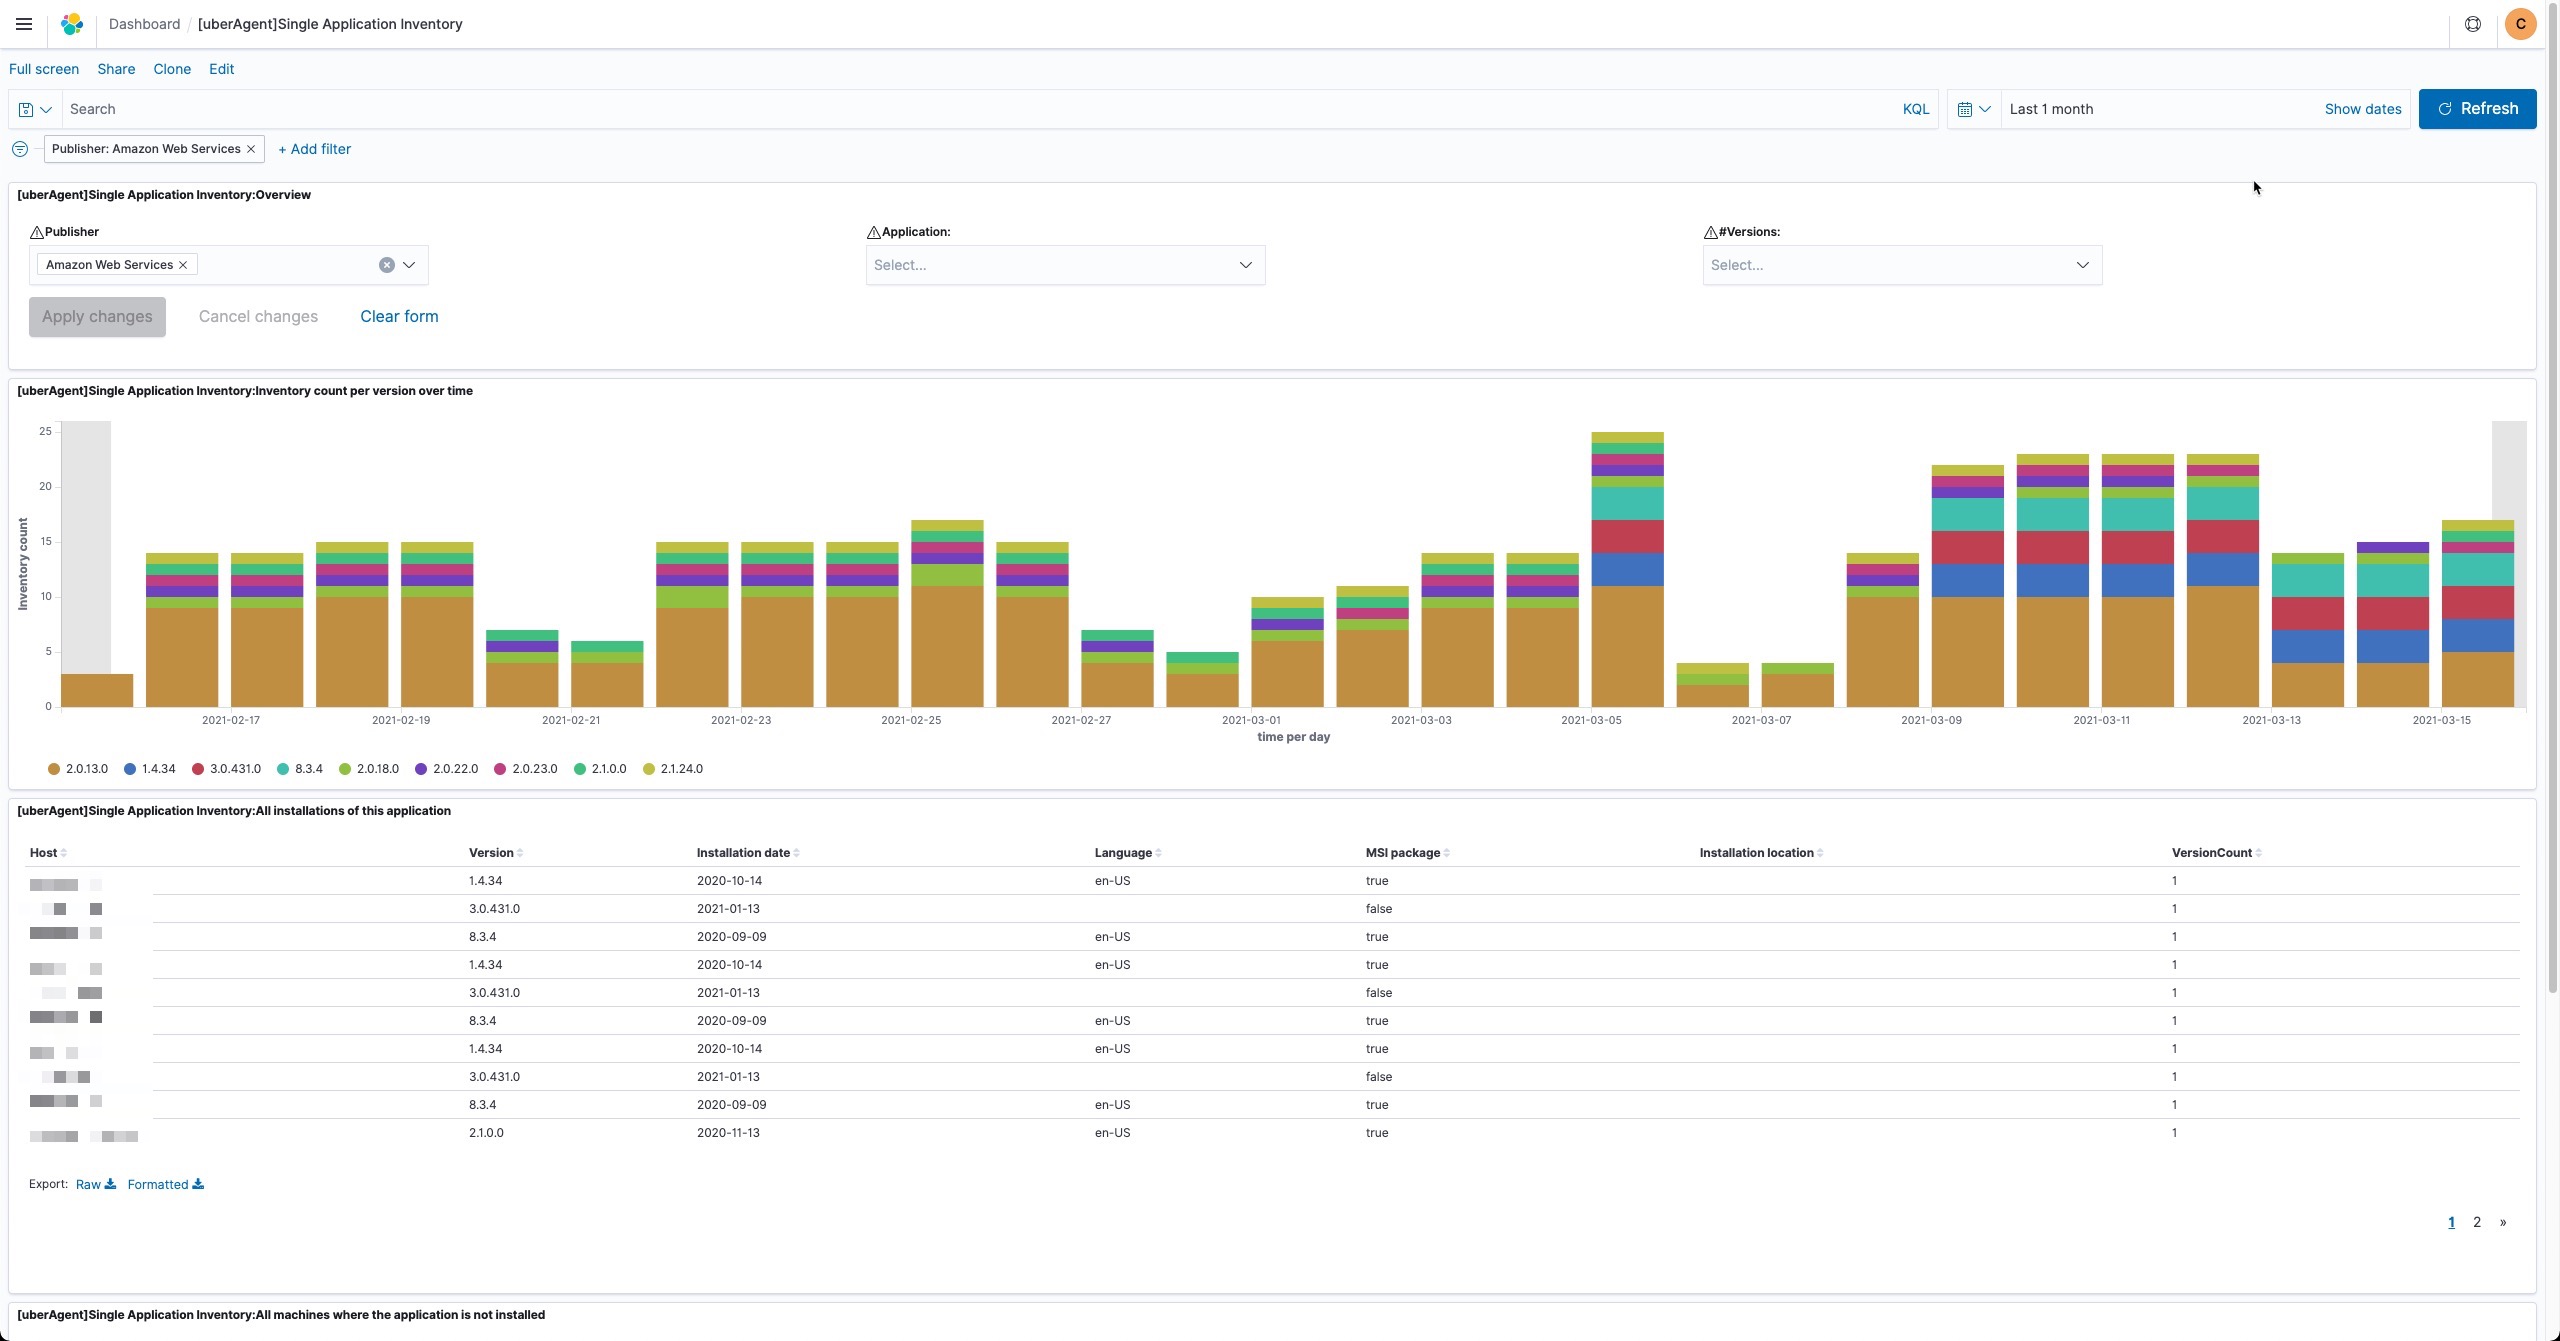 Dashboard / [uberAgent]Single Application Inventory
C
Full screen Share Clone Edit
Search KQL Last 1 month Show dates Refresh
Publisher: Amazon Web Services × + Add filter
[uberAgent]Single Application Inventory:Overview
Publisher Application: #Versions:
Amazon Web Services × Select... Select...
Apply changes Cancel changes Clear form
[uberAgent]Single Application Inventory:Inventory count per version over time
25
20
15
10
5
0
Inventory count
2021-02-17 2021-02-19 2021-02-21 2021-02-23 2021-02-25 2021-02-27 2021-03-01 2021-03-03 2021-03-05 2021-03-07 2021-03-09 2021-03-11 2021-03-13 2021-03-15
time per day
2.0.13.0 1.4.34 3.0.431.0 8.3.4 2.0.18.0 2.0.22.0 2.0.23.0 2.1.0.0 2.1.24.0
[uberAgent]Single Application Inventory:All installations of this application
Host Version Installation date Language MSI package Installation location VersionCount
1.4.34 2020-10-14 en-US true 1
3.0.431.0 2021-01-13 false 1
8.3.4 2020-09-09 en-US true 1
1.4.34 2020-10-14 en-US true 1
3.0.431.0 2021-01-13 false 1
8.3.4 2020-09-09 en-US true 1
1.4.34 2020-10-14 en-US true 1
3.0.431.0 2021-01-13 false 1
8.3.4 2020-09-09 en-US true 1
2.1.0.0 2020-11-13 en-US true 1
Export: Raw Formatted
1 2 »
[uberAgent]Single Application Inventory:All machines where the application is not installed